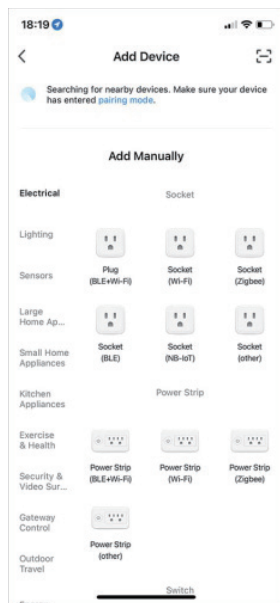 18:19
Add Device
Searching for nearby devices. Make sure your device
has entered pairing mode.
Add Manually
Electrical
Socket
Lighting
Plug
(BLE+Wi-Fi)
Socket
(Wi-Fi)
Socket
(Zigbee)
Sensors
Large
Home Ap...
Socket
(BLE)
Socket
(NB-IoT)
Socket
(other)
Small Home
Appliances
Kitchen
Appliances
Power Strip
Exercise
& Health
Power Strip
(BLE+Wi-Fi)
Power Strip
(Wi-Fi)
Power Strip
(Zigbee)
Security &
Video Sur...
Gateway
Control
Power Strip
(other)
Outdoor
Travel
Switch